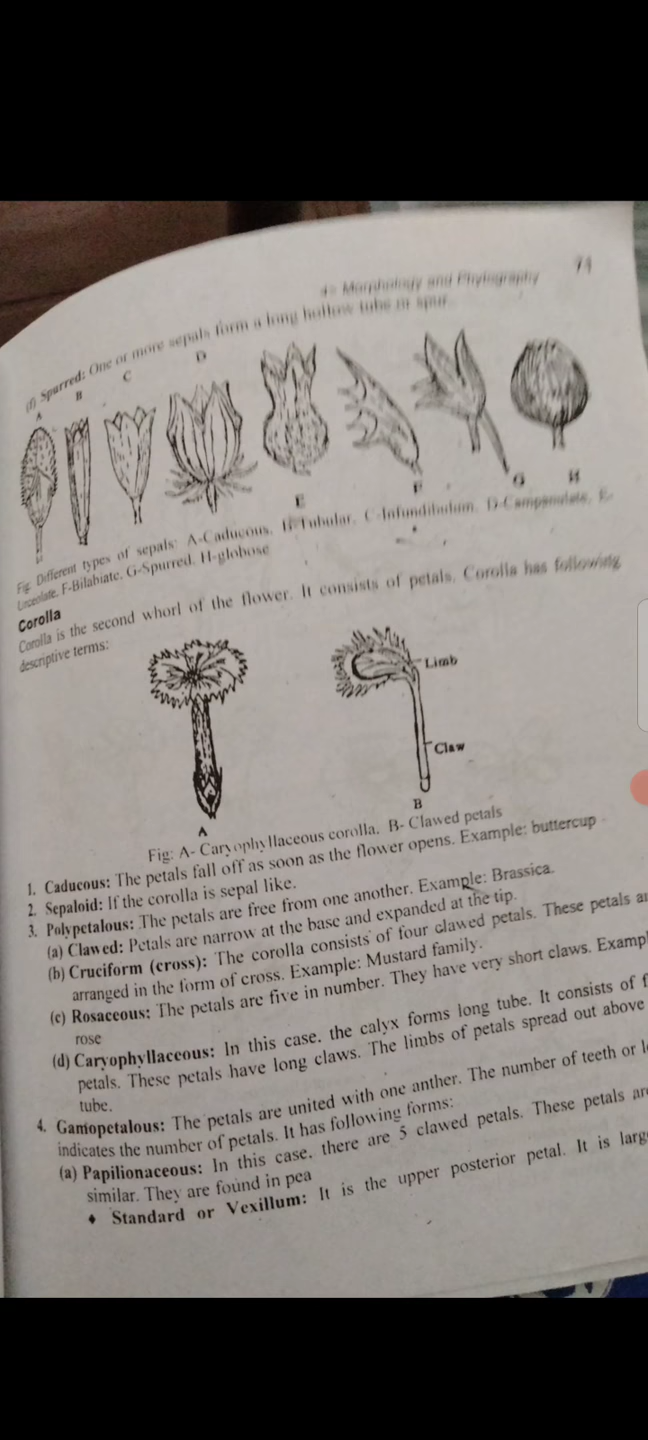 71
4- Morphology and Phylography
(f) Spurred: One or more sepals form a long hollow tube or spur.
A B C D
E F G H
Fig. Different types of sepals: A-Caducous, B-Tubular, C-Infundibulum, D-Campanulate, E-
Urceolate, F-Bilabiate, G-Spurred, H-globose
Corolla
Corolla is the second whorl of the flower. It consists of petals. Corolla has following
descriptive terms:
Limb
Claw
A
B
Fig: A- Caryophyllaceous corolla, B- Clawed petals
1. Caducous: The petals fall off as soon as the flower opens. Example: buttercup
2. Sepaloid: If the corolla is sepal like.
3. Polypetalous: The petals are free from one another. Example: Brassica.
(a) Clawed: Petals are narrow at the base and expanded at the tip.
(b) Cruciform (cross): The corolla consists of four clawed petals. These petals ar
arranged in the form of cross. Example: Mustard family.
(c) Rosaceous: The petals are five in number. They have very short claws. Exampl
rose
(d) Caryophyllaceous: In this case, the calyx forms long tube. It consists of f
petals. These petals have long claws. The limbs of petals spread out above
tube.
4. Gamopetalous: The petals are united with one anther. The number of teeth or l
indicates the number of petals. It has following forms:
(a) Papilionaceous: In this case, there are 5 clawed petals. These petals are
similar. They are found in pea
♦ Standard or Vexillum: It is the upper posterior petal. It is larg